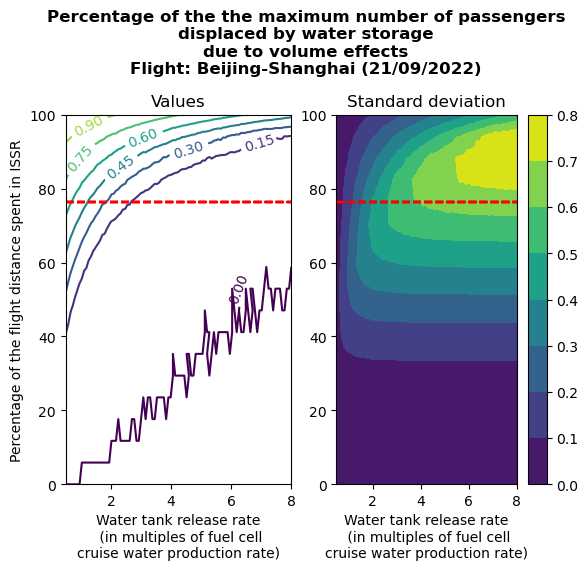 Percentage of the the maximum number of passengers
displaced by water storage
due to volume effects
Flight: Beijing-Shanghai (21/09/2022)
Values
Standard deviation
Percentage of the flight distance spent in ISSR
100
80
60
40
20
0
0.90
0.75
0.60
0.45
0.30
0.15
0.00
2
4
6
8
Water tank release rate
(in multiples of fuel cell
cruise water production rate)
100
80
60
40
20
0
2
4
6
8
Water tank release rate
(in multiples of fuel cell
cruise water production rate)
0.8
0.7
0.6
0.5
0.4
0.3
0.2
0.1
0.0